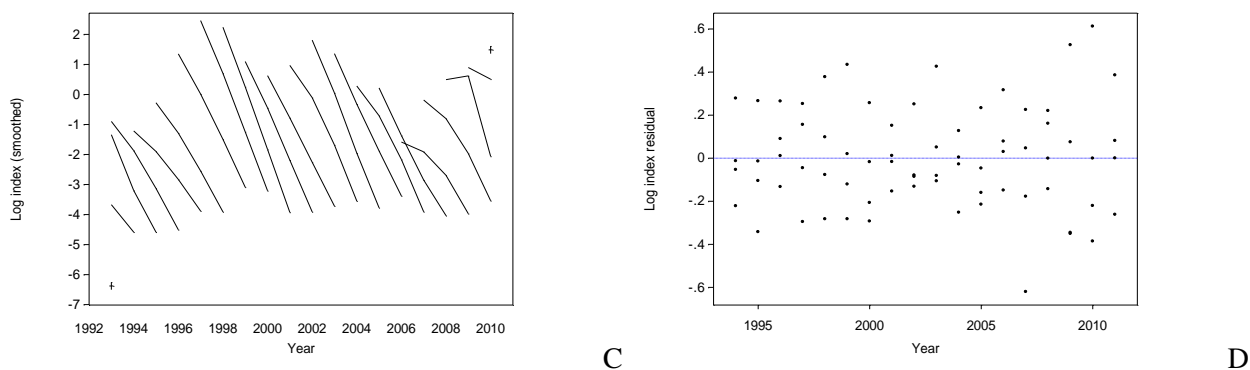 Log index (smoothed)
2
1
0
-1
-2
-3
-4
-5
-6
-7
1992 1994 1996 1998 2000 2002 2004 2006 2008 2010
Year
C
Log index residual
.6
.4
.2
0
-.2
-.4
-.6
1995 2000 2005 2010
Year
D